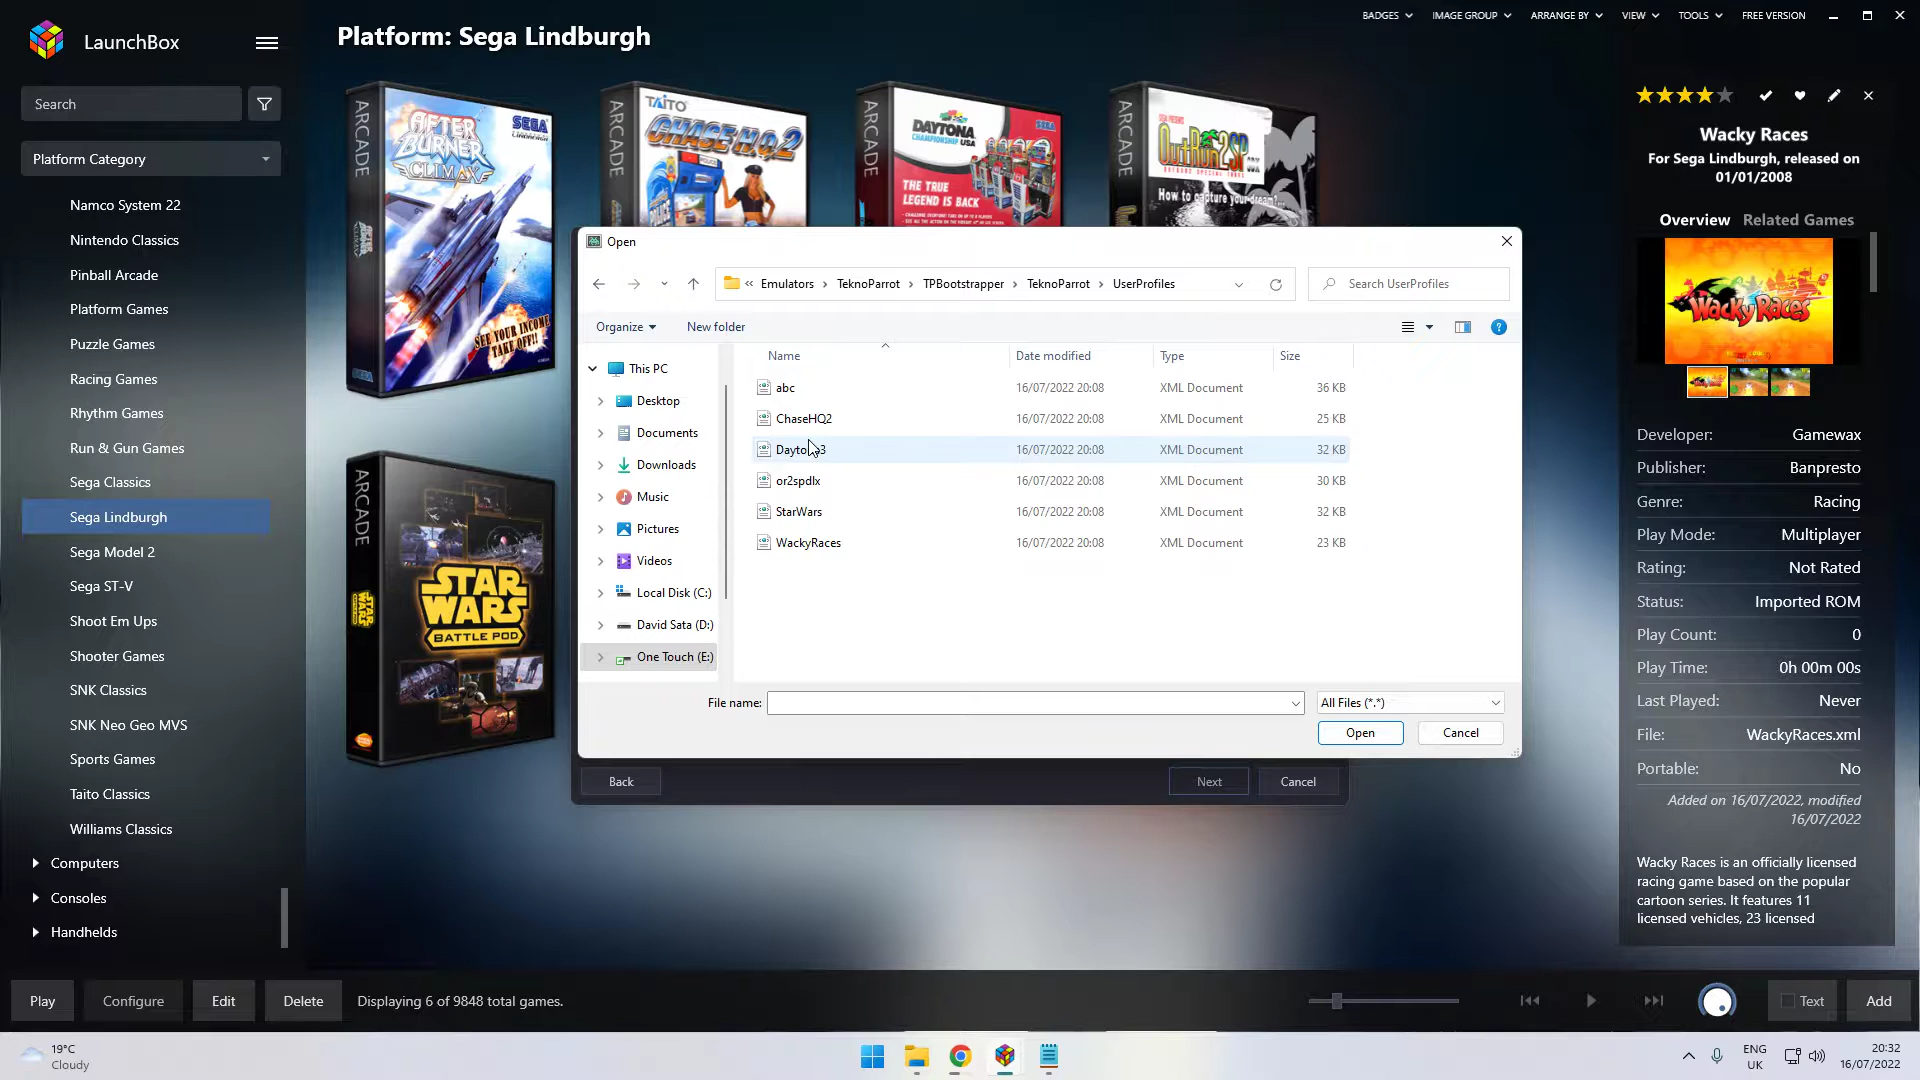 LaunchBox
Platform: Sega Lindburgh
BADGES
IMAGE GROUP
ARRANGE BY
VIEW
TOOLS
FREE VERSION
Search
Platform Category
Namco System 22
Nintendo Classics
Pinball Arcade
Platform Games
Puzzle Games
Racing Games
Rhythm Games
Run & Gun Games
Sega Classics
Sega Lindburgh
Sega Model 2
Sega ST-V
Shoot Em Ups
Shooter Games
SNK Classics
SNK Neo Geo MVS
Sports Games
Taito Classics
Williams Classics
Computers
Consoles
Handhelds
ARCADE
AFTER
BURNER
CLIMAX
SEGA
SEE YOUR INCOME
TAKE OFF!!
ARCADE
TAITO
CHASE H.Q.2
ARCADE
DAYTONA
CHAMPIONSHIP USA
SEGA
THE TRUE
LEGEND IS BACK
ARCADE
OutRun2SP
SDX
How to capture your dream?...
ARCADE
STAR WARS
STAR
WARS
BATTLE POD
Open
Emulators
TeknoParrot
TPBootstrapper
TeknoParrot
UserProfiles
Search UserProfiles
Organize
New folder
This PC
Desktop
Documents
Downloads
Music
Pictures
Videos
Local Disk (C:)
David Sata (D:)
One Touch (E:)
Name Date modified Type Size
abc 16/07/2022 20:08 XML Document 36 KB
ChaseHQ2 16/07/2022 20:08 XML Document 25 KB
Daytona3 16/07/2022 20:08 XML Document 32 KB
or2spdlx 16/07/2022 20:08 XML Document 30 KB
StarWars 16/07/2022 20:08 XML Document 32 KB
WackyRaces 16/07/2022 20:08 XML Document 23 KB
File name:
All Files (*.*)
Open
Cancel
Back
Next
Cancel
Wacky Races
For Sega Lindburgh, released on
01/01/2008
Overview Related Games
Wacky Races
Developer: Gamewax
Publisher: Banpresto
Genre: Racing
Play Mode: Multiplayer
Rating: Not Rated
Status: Imported ROM
Play Count: 0
Play Time: 0h 00m 00s
Last Played: Never
File: WackyRaces.xml
Portable: No
Added on 16/07/2022, modified
16/07/2022
Wacky Races is an officially licensed
racing game based on the popular
cartoon series. It features 11
licensed vehicles, 23 licensed
Play
Configure
Edit
Delete
Displaying 6 of 9848 total games.
Text
Add
19°C
Cloudy
ENG
UK
20:32
16/07/2022